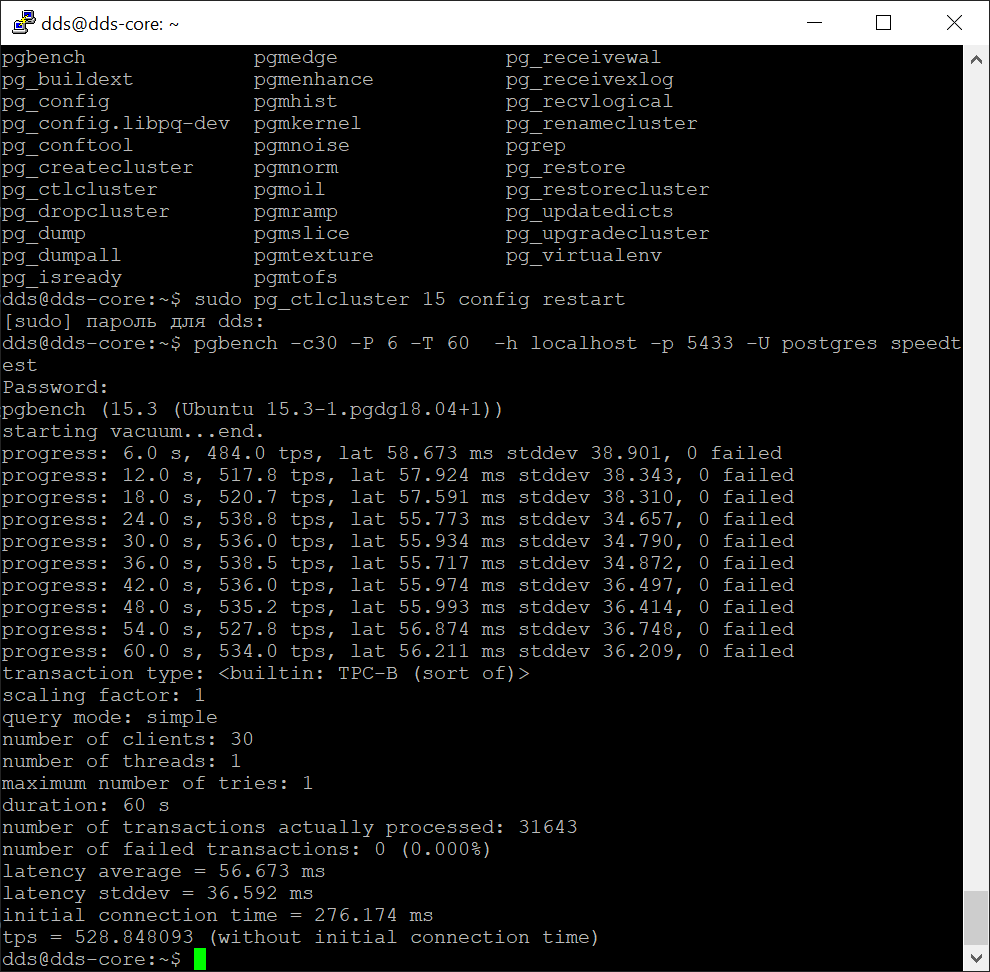 dds@dds-core: ~
pgbench              pgmedge              pg_receivewal
pg_buildext          pgmenhance           pg_receivexlog
pg_config            pgmhist              pg_recvlogical
pg_config.libpq-dev  pgmkernel            pg_renamecluster
pg_conftool          pgmnoise             pgrep
pg_createcluster     pgmnorm              pg_restore
pg_ctlcluster        pgmoil               pg_restorecluster
pg_dropcluster       pgmramp              pg_updatedicts
pg_dump              pgmslice             pg_upgradecluster
pg_dumpall           pgmtexture           pg_virtualenv
pg_isready           pgmtofs
dds@dds-core:~$ sudo pg_ctlcluster 15 config restart
[sudo] пароль для dds:
dds@dds-core:~$ pgbench -c30 -P 6 -T 60  -h localhost -p 5433 -U postgres speedt
est
Password:
pgbench (15.3 (Ubuntu 15.3-1.pgdg18.04+1))
starting vacuum...end.
progress: 6.0 s, 484.0 tps, lat 58.673 ms stddev 38.901, 0 failed
progress: 12.0 s, 517.8 tps, lat 57.924 ms stddev 38.343, 0 failed
progress: 18.0 s, 520.7 tps, lat 57.591 ms stddev 38.310, 0 failed
progress: 24.0 s, 538.8 tps, lat 55.773 ms stddev 34.657, 0 failed
progress: 30.0 s, 536.0 tps, lat 55.934 ms stddev 34.790, 0 failed
progress: 36.0 s, 538.5 tps, lat 55.717 ms stddev 34.872, 0 failed
progress: 42.0 s, 536.0 tps, lat 55.974 ms stddev 36.497, 0 failed
progress: 48.0 s, 535.2 tps, lat 55.993 ms stddev 36.414, 0 failed
progress: 54.0 s, 527.8 tps, lat 56.874 ms stddev 36.748, 0 failed
progress: 60.0 s, 534.0 tps, lat 56.211 ms stddev 36.209, 0 failed
transaction type: <builtin: TPC-B (sort of)>
scaling factor: 1
query mode: simple
number of clients: 30
number of threads: 1
maximum number of tries: 1
duration: 60 s
number of transactions actually processed: 31643
number of failed transactions: 0 (0.000%)
latency average = 56.673 ms
latency stddev = 36.592 ms
initial connection time = 276.174 ms
tps = 528.848093 (without initial connection time)
dds@dds-core:~$